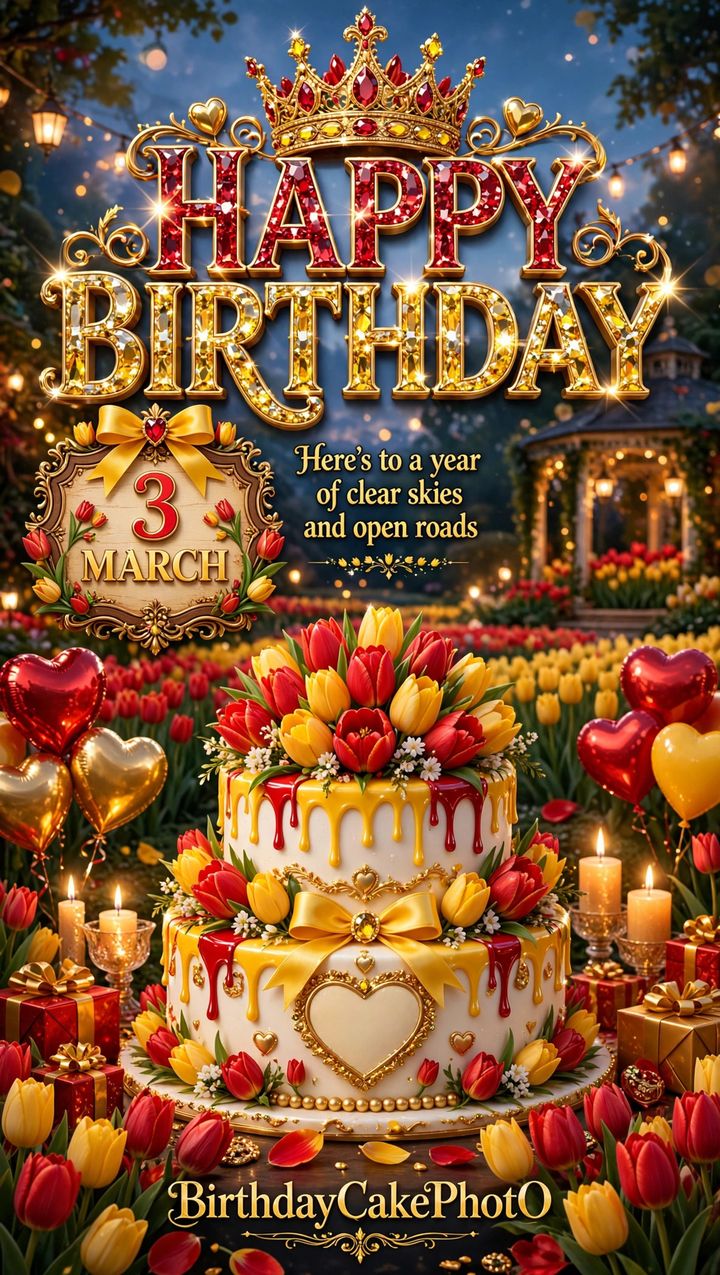 HAPPY
BIRTHDAY
3
MARCH
Here's to a year
of clear skies
and open roads
BirthdayCakePhotO